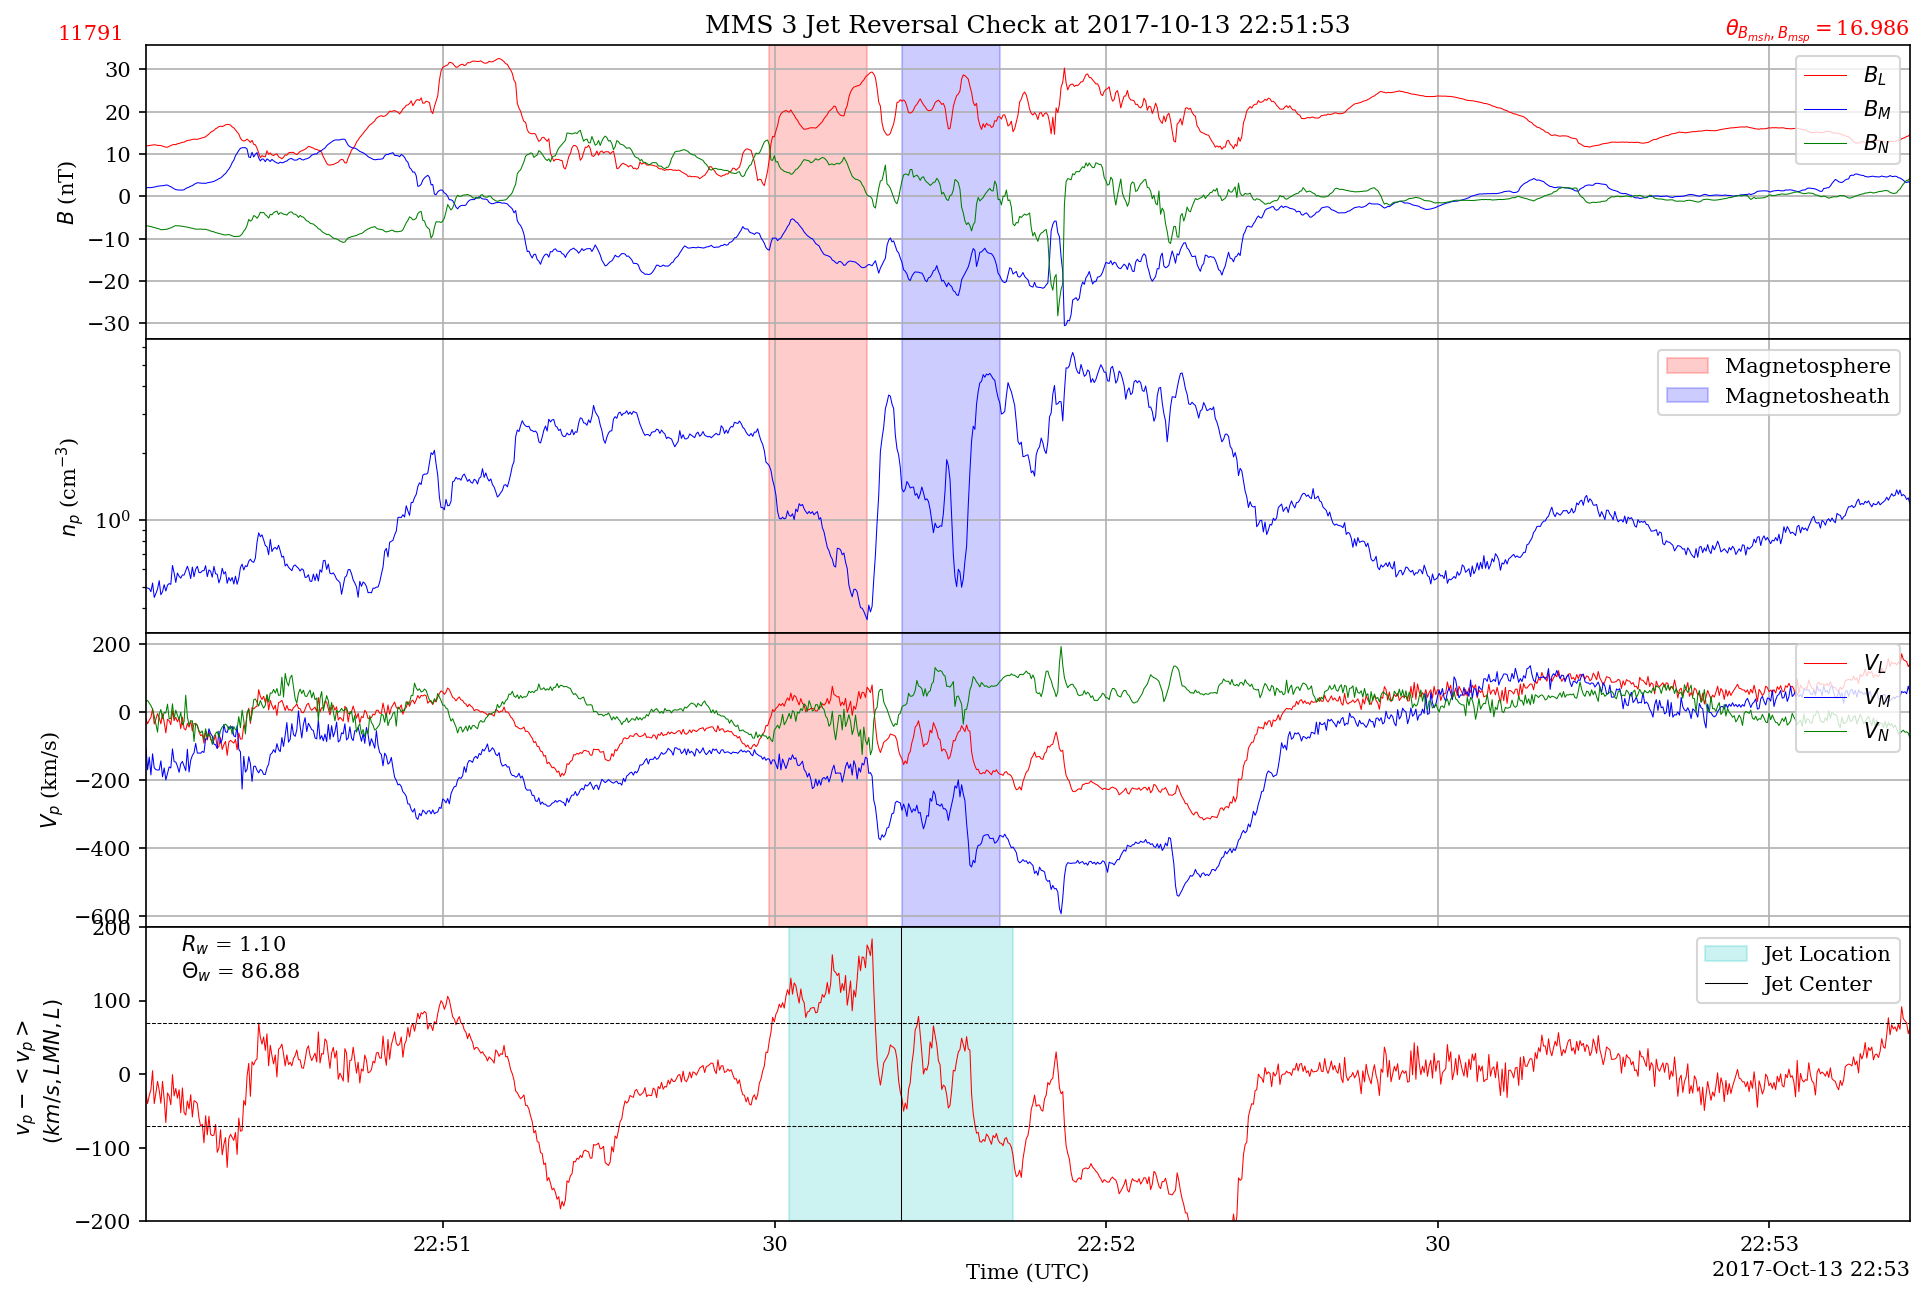 MMS 3 Jet Reversal Check at 2017-10-13 22:51:53
11791
θ_{B_{msh}, B_{msp}} = 16.986
30
20
10
0
−10
−20
−30
B (nT)
B_L
B_M
B_N
10^0
n_p (cm^{−3})
Magnetosphere
Magnetosheath
200
0
−200
−400
−600
V_p (km/s)
V_L
V_M
V_N
200
100
0
−100
−200
v_p − < v_p >
(km/s, LMN, L)
R_w = 1.10
Θ_w = 86.88
Jet Location
Jet Center
22:51
30
22:52
30
22:53
Time (UTC)
2017-Oct-13 22:53